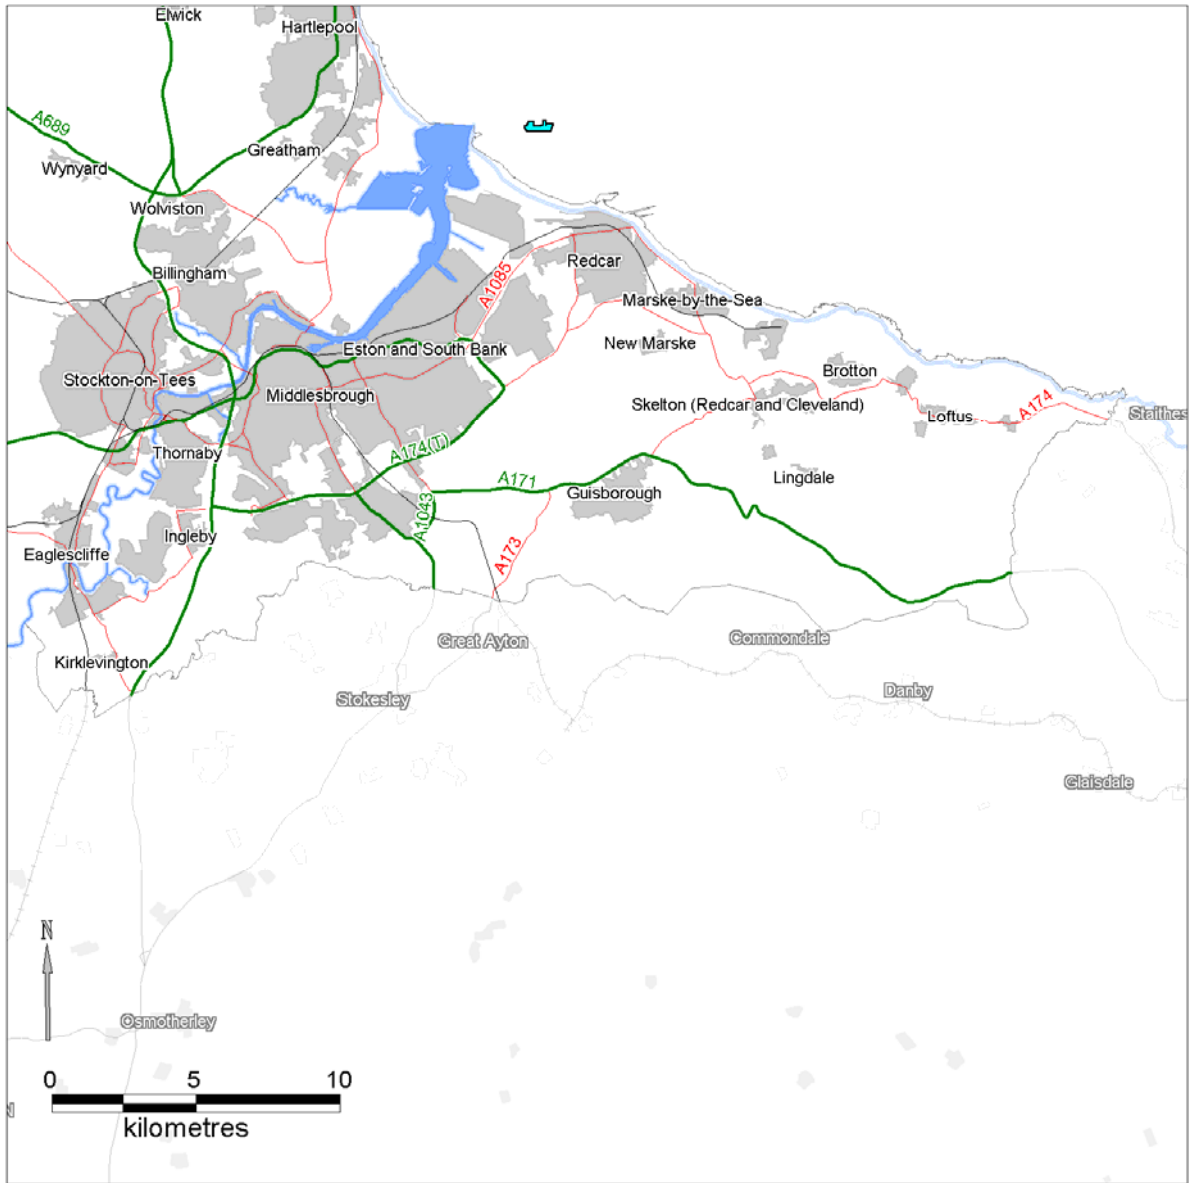 Elwick
Hartlepool
A689
Greatham
Wynyard
Wolviston
Billingham
Redcar
A1085
Marske-by-the-Sea
New Marske
Eston and South Bank
Brotton
Stockton-on-Tees
Middlesbrough
Skelton (Redcar and Cleveland)
Loftus
A174
Staithes
Thornaby
A174(T)
A171
Lingdale
Guisborough
A1043
Ingleby
A173
Eaglescliffe
Great Ayton
Commondale
Kirklevington
Stokesley
Danby
Glaisdale
N
Osmotherley
0 5 10
kilometres